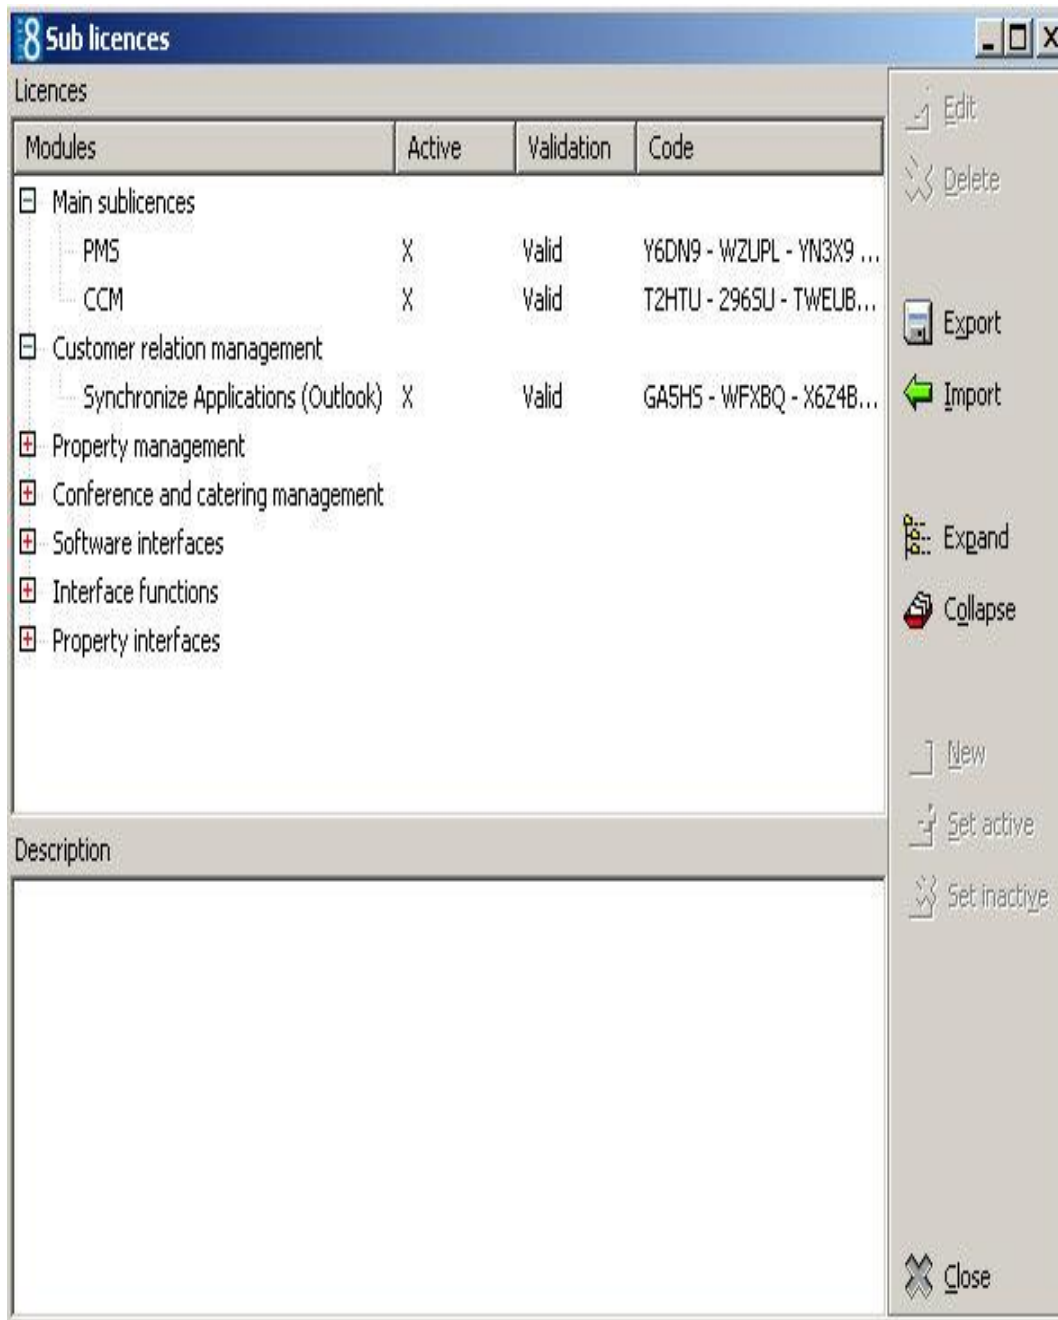 8 Sub licences
Licences
Modules Active Validation Code
Main sublicences
PMS X Valid Y6DN9 - WZUPL - YN3X9 ...
CCM X Valid T2HTU - 296SU - TWEUB...
Customer relation management
Synchronize Applications (Outlook) X Valid GA5HS - WFXBQ - X6Z4B...
Property management
Conference and catering management
Software interfaces
Interface functions
Property interfaces
Description
Edit
Delete
Export
Import
Expand
Collapse
New
Set active
Set inactive
Close